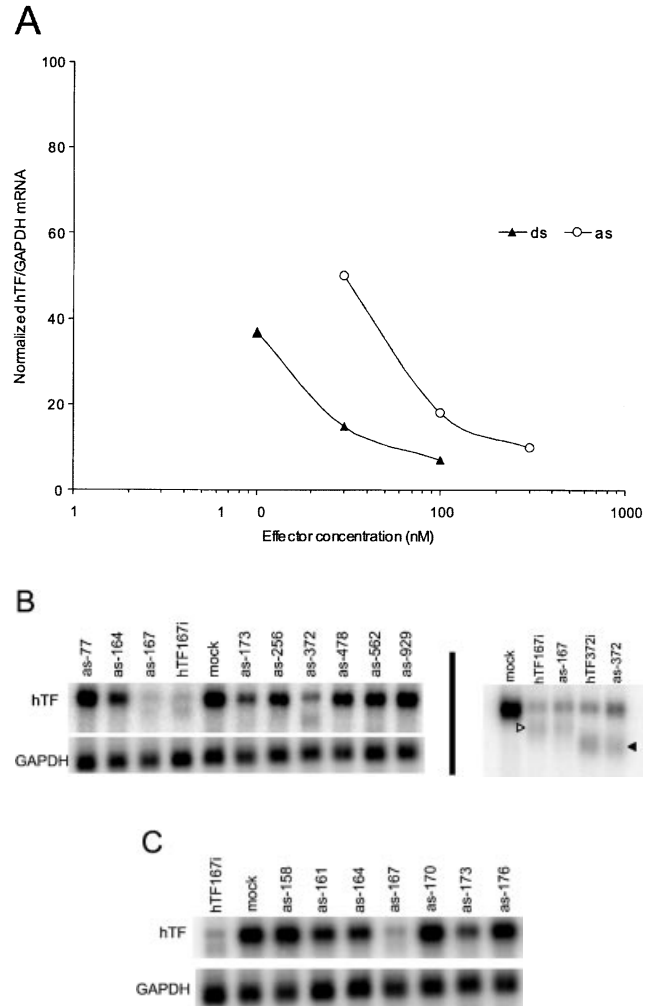 A
100
80
60
40
20
0
Normalized hTF/GAPDH mRNA
ds as
1 1 0 100 1000
Effector concentration (nM)
B
as-77 as-164 as-167 hTF167i mock as-173 as-256 as-372 as-478 as-562 as-929
hTF
GAPDH
mock hTF167i as-167 hTF372i as-372
C
hTF167i mock as-158 as-161 as-164 as-167 as-170 as-173 as-176
hTF
GAPDH